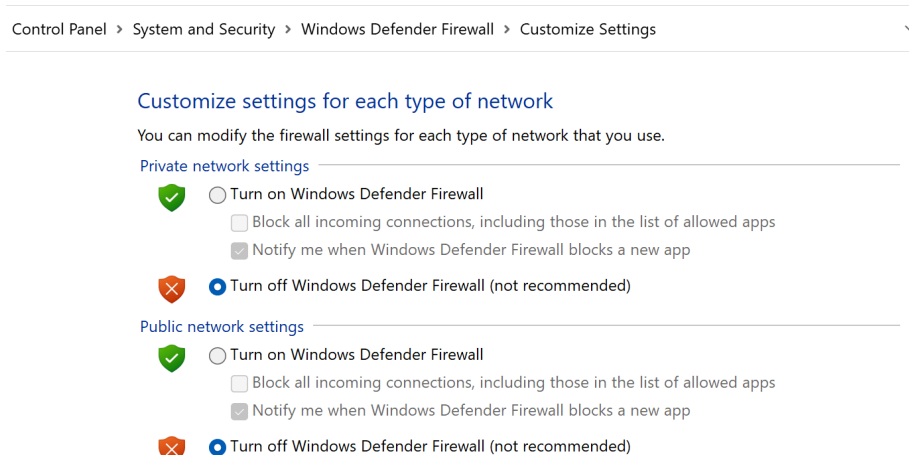 Control Panel > System and Security > Windows Defender Firewall > Customize Settings
Customize settings for each type of network
You can modify the firewall settings for each type of network that you use.
Private network settings
Turn on Windows Defender Firewall
Block all incoming connections, including those in the list of allowed apps
Notify me when Windows Defender Firewall blocks a new app
Turn off Windows Defender Firewall (not recommended)
Public network settings
Turn on Windows Defender Firewall
Block all incoming connections, including those in the list of allowed apps
Notify me when Windows Defender Firewall blocks a new app
Turn off Windows Defender Firewall (not recommended)